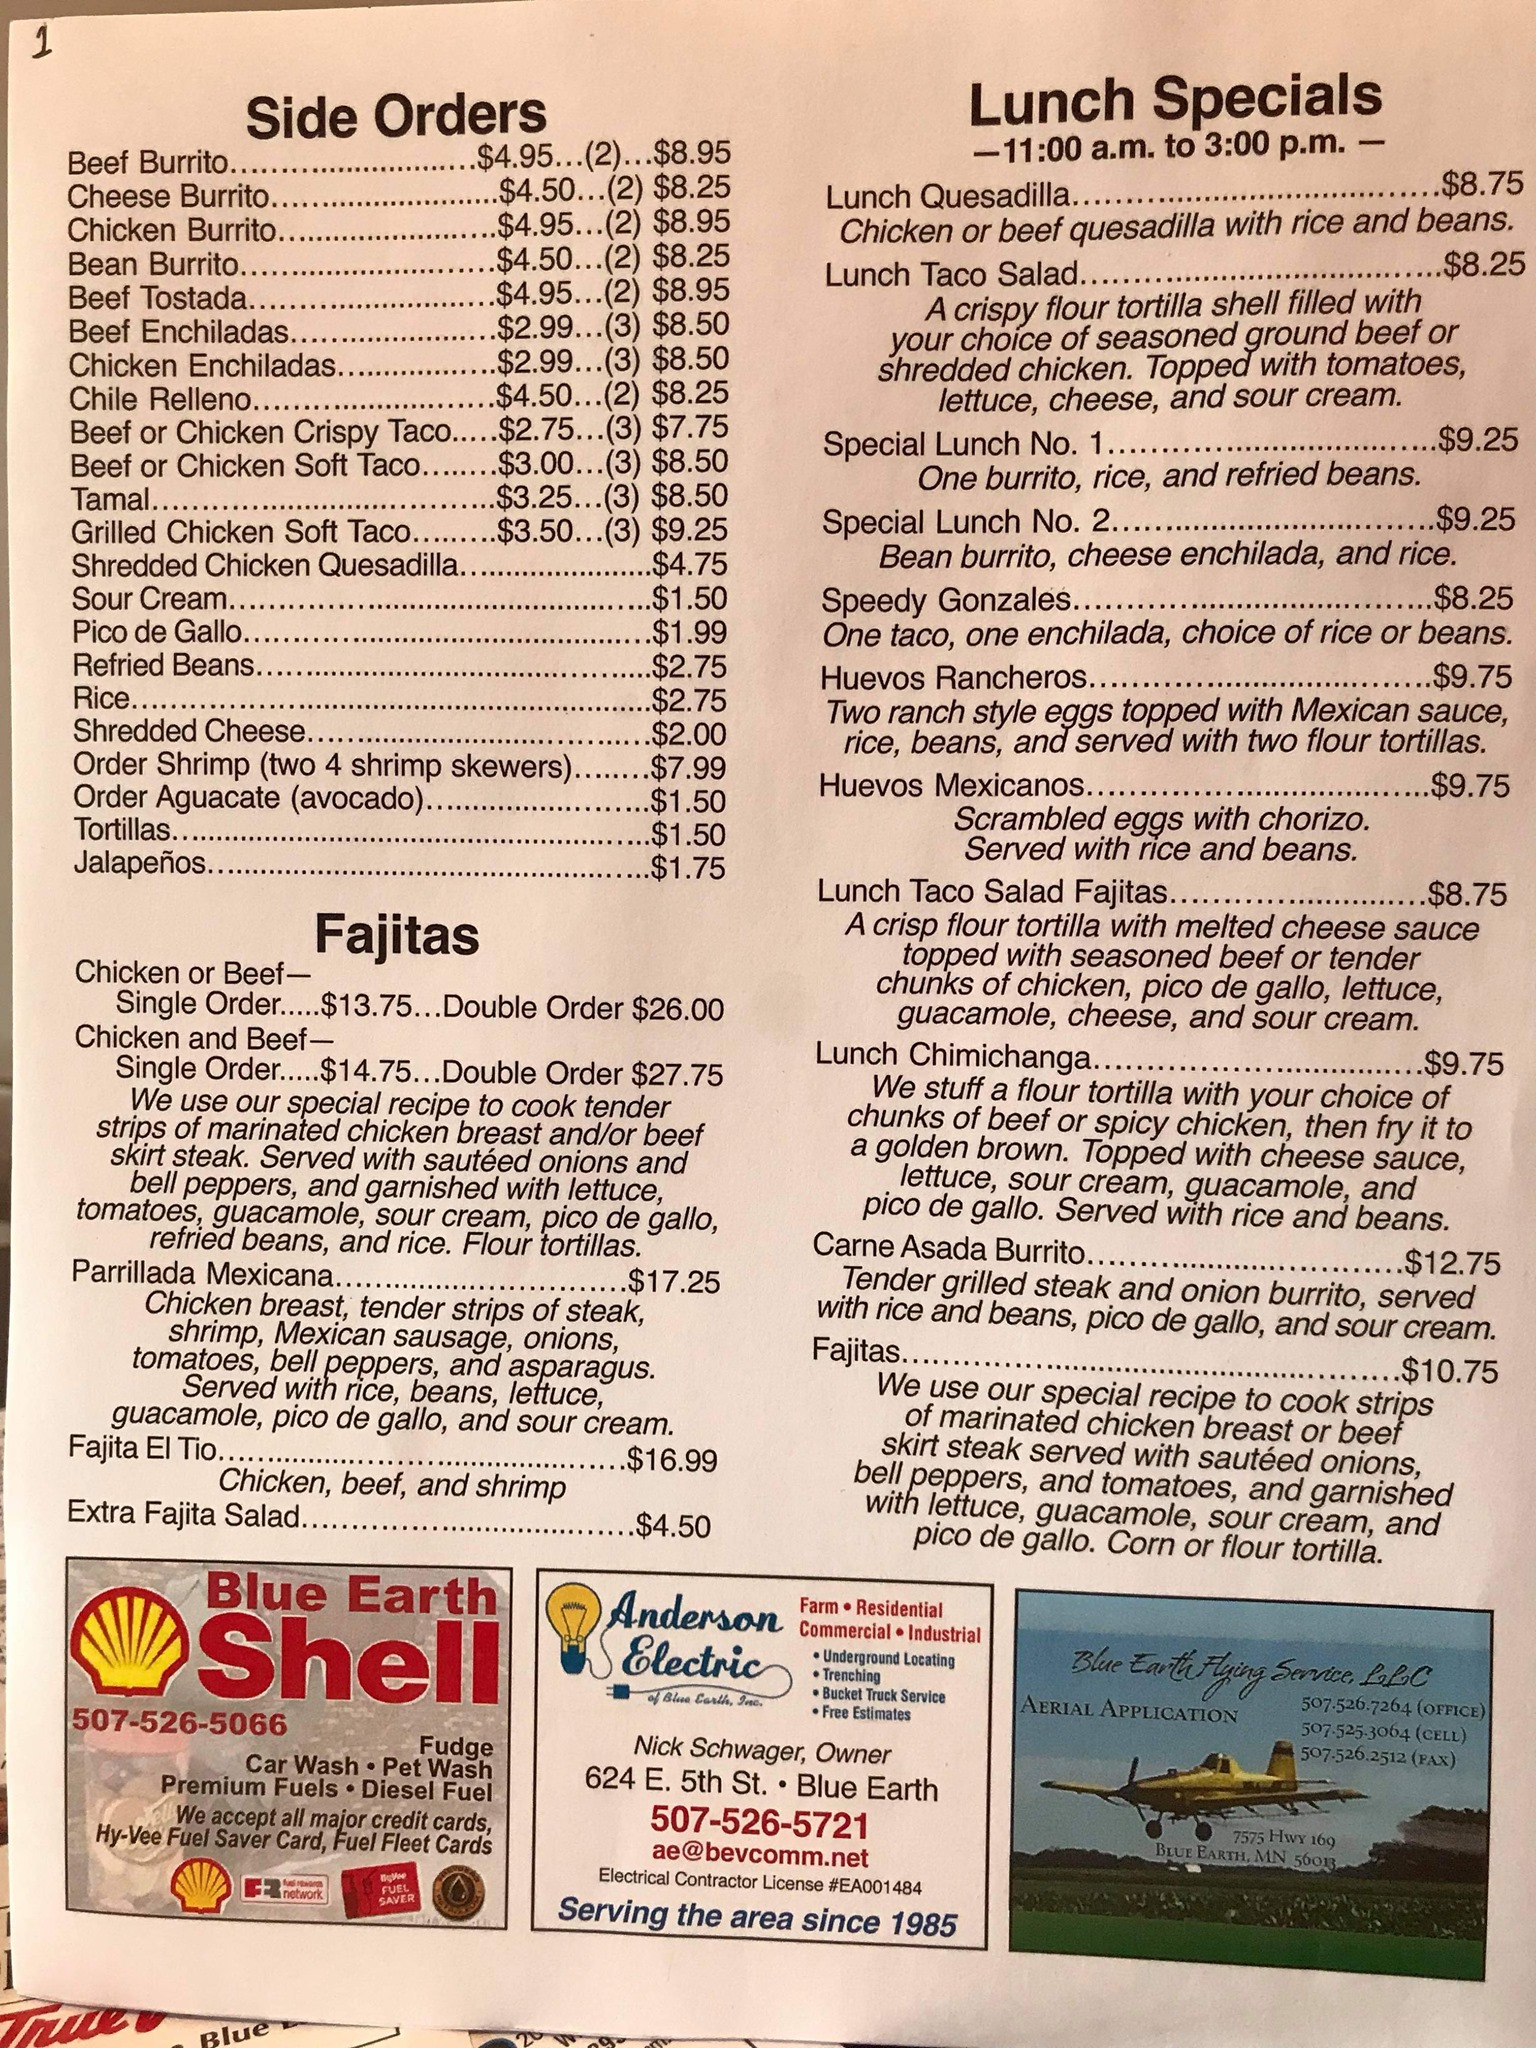 1
Side Orders
Beef Burrito............................$4.95...(2)...$8.95
Cheese Burrito..........................$4.50...(2) $8.25
Chicken Burrito.........................$4.95...(2) $8.95
Bean Burrito.............................$4.50...(2) $8.25
Beef Tostada............................$4.95...(2) $8.95
Beef Enchiladas.......................$2.99...(3) $8.50
Chicken Enchiladas.................$2.99...(3) $8.50
Chile Relleno...........................$4.50...(2) $8.25
Beef or Chicken Crispy Taco.....$2.75...(3) $7.75
Beef or Chicken Soft Taco........$3.00...(3) $8.50
Tamal......................................$3.25...(3) $8.50
Grilled Chicken Soft Taco.........$3.50...(3) $9.25
Shredded Chicken Quesadilla.....................$4.75
Sour Cream..............................................$1.50
Pico de Gallo............................................$1.99
Refried Beans...........................................$2.75
Rice.........................................................$2.75
Shredded Cheese.....................................$2.00
Order Shrimp (two 4 shrimp skewers)........$7.99
Order Aguacate (avocado)........................$1.50
Tortillas....................................................$1.50
Jalapeños................................................$1.75
Fajitas
Chicken or Beef—
Single Order.....$13.75...Double Order $26.00
Chicken and Beef—
Single Order.....$14.75...Double Order $27.75
We use our special recipe to cook tender
strips of marinated chicken breast and/or beef
skirt steak. Served with sautéed onions and
bell peppers, and garnished with lettuce,
tomatoes, guacamole, sour cream, pico de gallo,
refried beans, and rice. Flour tortillas.
Parrillada Mexicana................................$17.25
Chicken breast, tender strips of steak,
shrimp, Mexican sausage, onions,
tomatoes, bell peppers, and asparagus.
Served with rice, beans, lettuce,
guacamole, pico de gallo, and sour cream.
Fajita El Tio.............................................$16.99
Chicken, beef, and shrimp
Extra Fajita Salad.....................................$4.50
Lunch Specials
—11:00 a.m. to 3:00 p.m. —
Lunch Quesadilla.........................................$8.75
Chicken or beef quesadilla with rice and beans.
Lunch Taco Salad........................................$8.25
A crispy flour tortilla shell filled with
your choice of seasoned ground beef or
shredded chicken. Topped with tomatoes,
lettuce, cheese, and sour cream.
Special Lunch No. 1.....................................$9.25
One burrito, rice, and refried beans.
Special Lunch No. 2.....................................$9.25
Bean burrito, cheese enchilada, and rice.
Speedy Gonzales.........................................$8.25
One taco, one enchilada, choice of rice or beans.
Huevos Rancheros.......................................$9.75
Two ranch style eggs topped with Mexican sauce,
rice, beans, and served with two flour tortillas.
Huevos Mexicanos.......................................$9.75
Scrambled eggs with chorizo.
Served with rice and beans.
Lunch Taco Salad Fajitas.............................$8.75
A crisp flour tortilla with melted cheese sauce
topped with seasoned beef or tender
chunks of chicken, pico de gallo, lettuce,
guacamole, cheese, and sour cream.
Lunch Chimichanga.....................................$9.75
We stuff a flour tortilla with your choice of
chunks of beef or spicy chicken, then fry it to
a golden brown. Topped with cheese sauce,
lettuce, sour cream, guacamole, and
pico de gallo. Served with rice and beans.
Carne Asada Burrito...................................$12.75
Tender grilled steak and onion burrito, served
with rice and beans, pico de gallo, and sour cream.
Fajitas.......................................................$10.75
We use our special recipe to cook strips
of marinated chicken breast or beef
skirt steak served with sautéed onions,
bell peppers, and tomatoes, and garnished
with lettuce, guacamole, sour cream, and
pico de gallo. Corn or flour tortilla.
Blue Earth
Shell
507-526-5066
Fudge
Car Wash • Pet Wash
Premium Fuels • Diesel Fuel
We accept all major credit cards,
Hy-Vee Fuel Saver Card, Fuel Fleet Cards
fuel rewards
network
HyVee
FUEL
SAVER
Anderson
Electric
of Blue Earth, Inc.
Farm • Residential
Commercial • Industrial
• Underground Locating
• Trenching
• Bucket Truck Service
• Free Estimates
Nick Schwager, Owner
624 E. 5th St. • Blue Earth
507-526-5721
ae@bevcomm.net
Electrical Contractor License #EA001484
Serving the area since 1985
Blue Earth Flying Service, LLC
AERIAL APPLICATION
507.526.7264 (OFFICE)
507.525.3064 (CELL)
507.526.2512 (FAX)
7575 HWY 169
BLUE EARTH, MN 56013
True
Blue